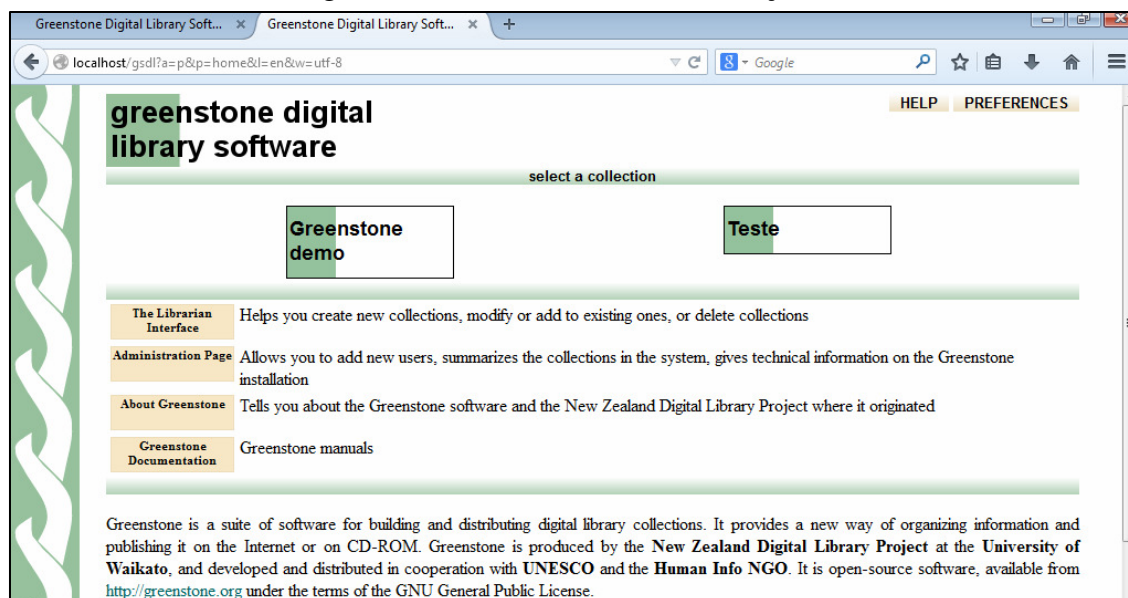 Greenstone Digital Library Soft...
Greenstone Digital Library Soft...
localhost/gsdl?a=p&p=home&l=en&w=utf-8
Google
HELP PREFERENCES
greenstone digital
library software
select a collection
Greenstone
demo
Teste
The Librarian
Interface
Helps you create new collections, modify or add to existing ones, or delete collections
Administration Page
Allows you to add new users, summarizes the collections in the system, gives technical information on the Greenstone
installation
About Greenstone
Tells you about the Greenstone software and the New Zealand Digital Library Project where it originated
Greenstone
Documentation
Greenstone manuals
Greenstone is a suite of software for building and distributing digital library collections. It provides a new way of organizing information and
publishing it on the Internet or on CD-ROM. Greenstone is produced by the New Zealand Digital Library Project at the University of
Waikato, and developed and distributed in cooperation with UNESCO and the Human Info NGO. It is open-source software, available from
http://greenstone.org under the terms of the GNU General Public License.